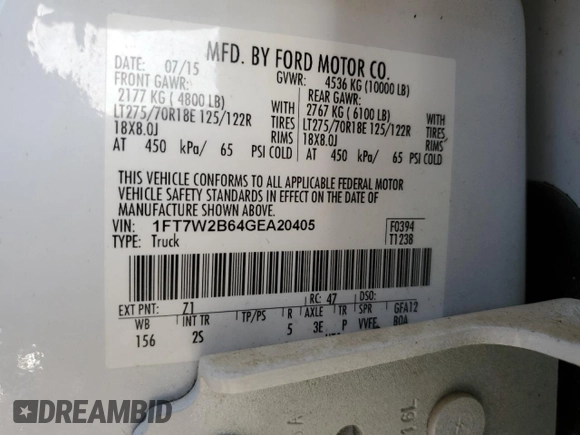 MFD. BY FORD MOTOR CO.
DATE: 07/15 GVWR: 4536 KG (10000 LB)
FRONT GAWR: REAR GAWR:
2177 KG ( 4800 LB) WITH 2767 KG ( 6100 LB) WITH
LT275/70R18E 125/122R TIRES LT275/70R18E 125/122R TIRES
18X8.0J RIMS 18X8.0J RIMS
AT 450 kPa/ 65 PSI COLD AT 450 kPa/ 65 PSI COLD
THIS VEHICLE CONFORMS TO ALL APPLICABLE FEDERAL MOTOR
VEHICLE SAFETY STANDARDS IN EFFECT ON THE DATE OF
MANUFACTURE SHOWN ABOVE.
VIN: 1FT7W2B64GEA20405 F0394
TYPE: Truck T1238
EXT PNT: Z1 RC: 47 DSO:
WB INT TR TP/PS R AXLE TR SPR GFA12
156 2S 5 3E P VVFF BOA
16L
DREAMBID